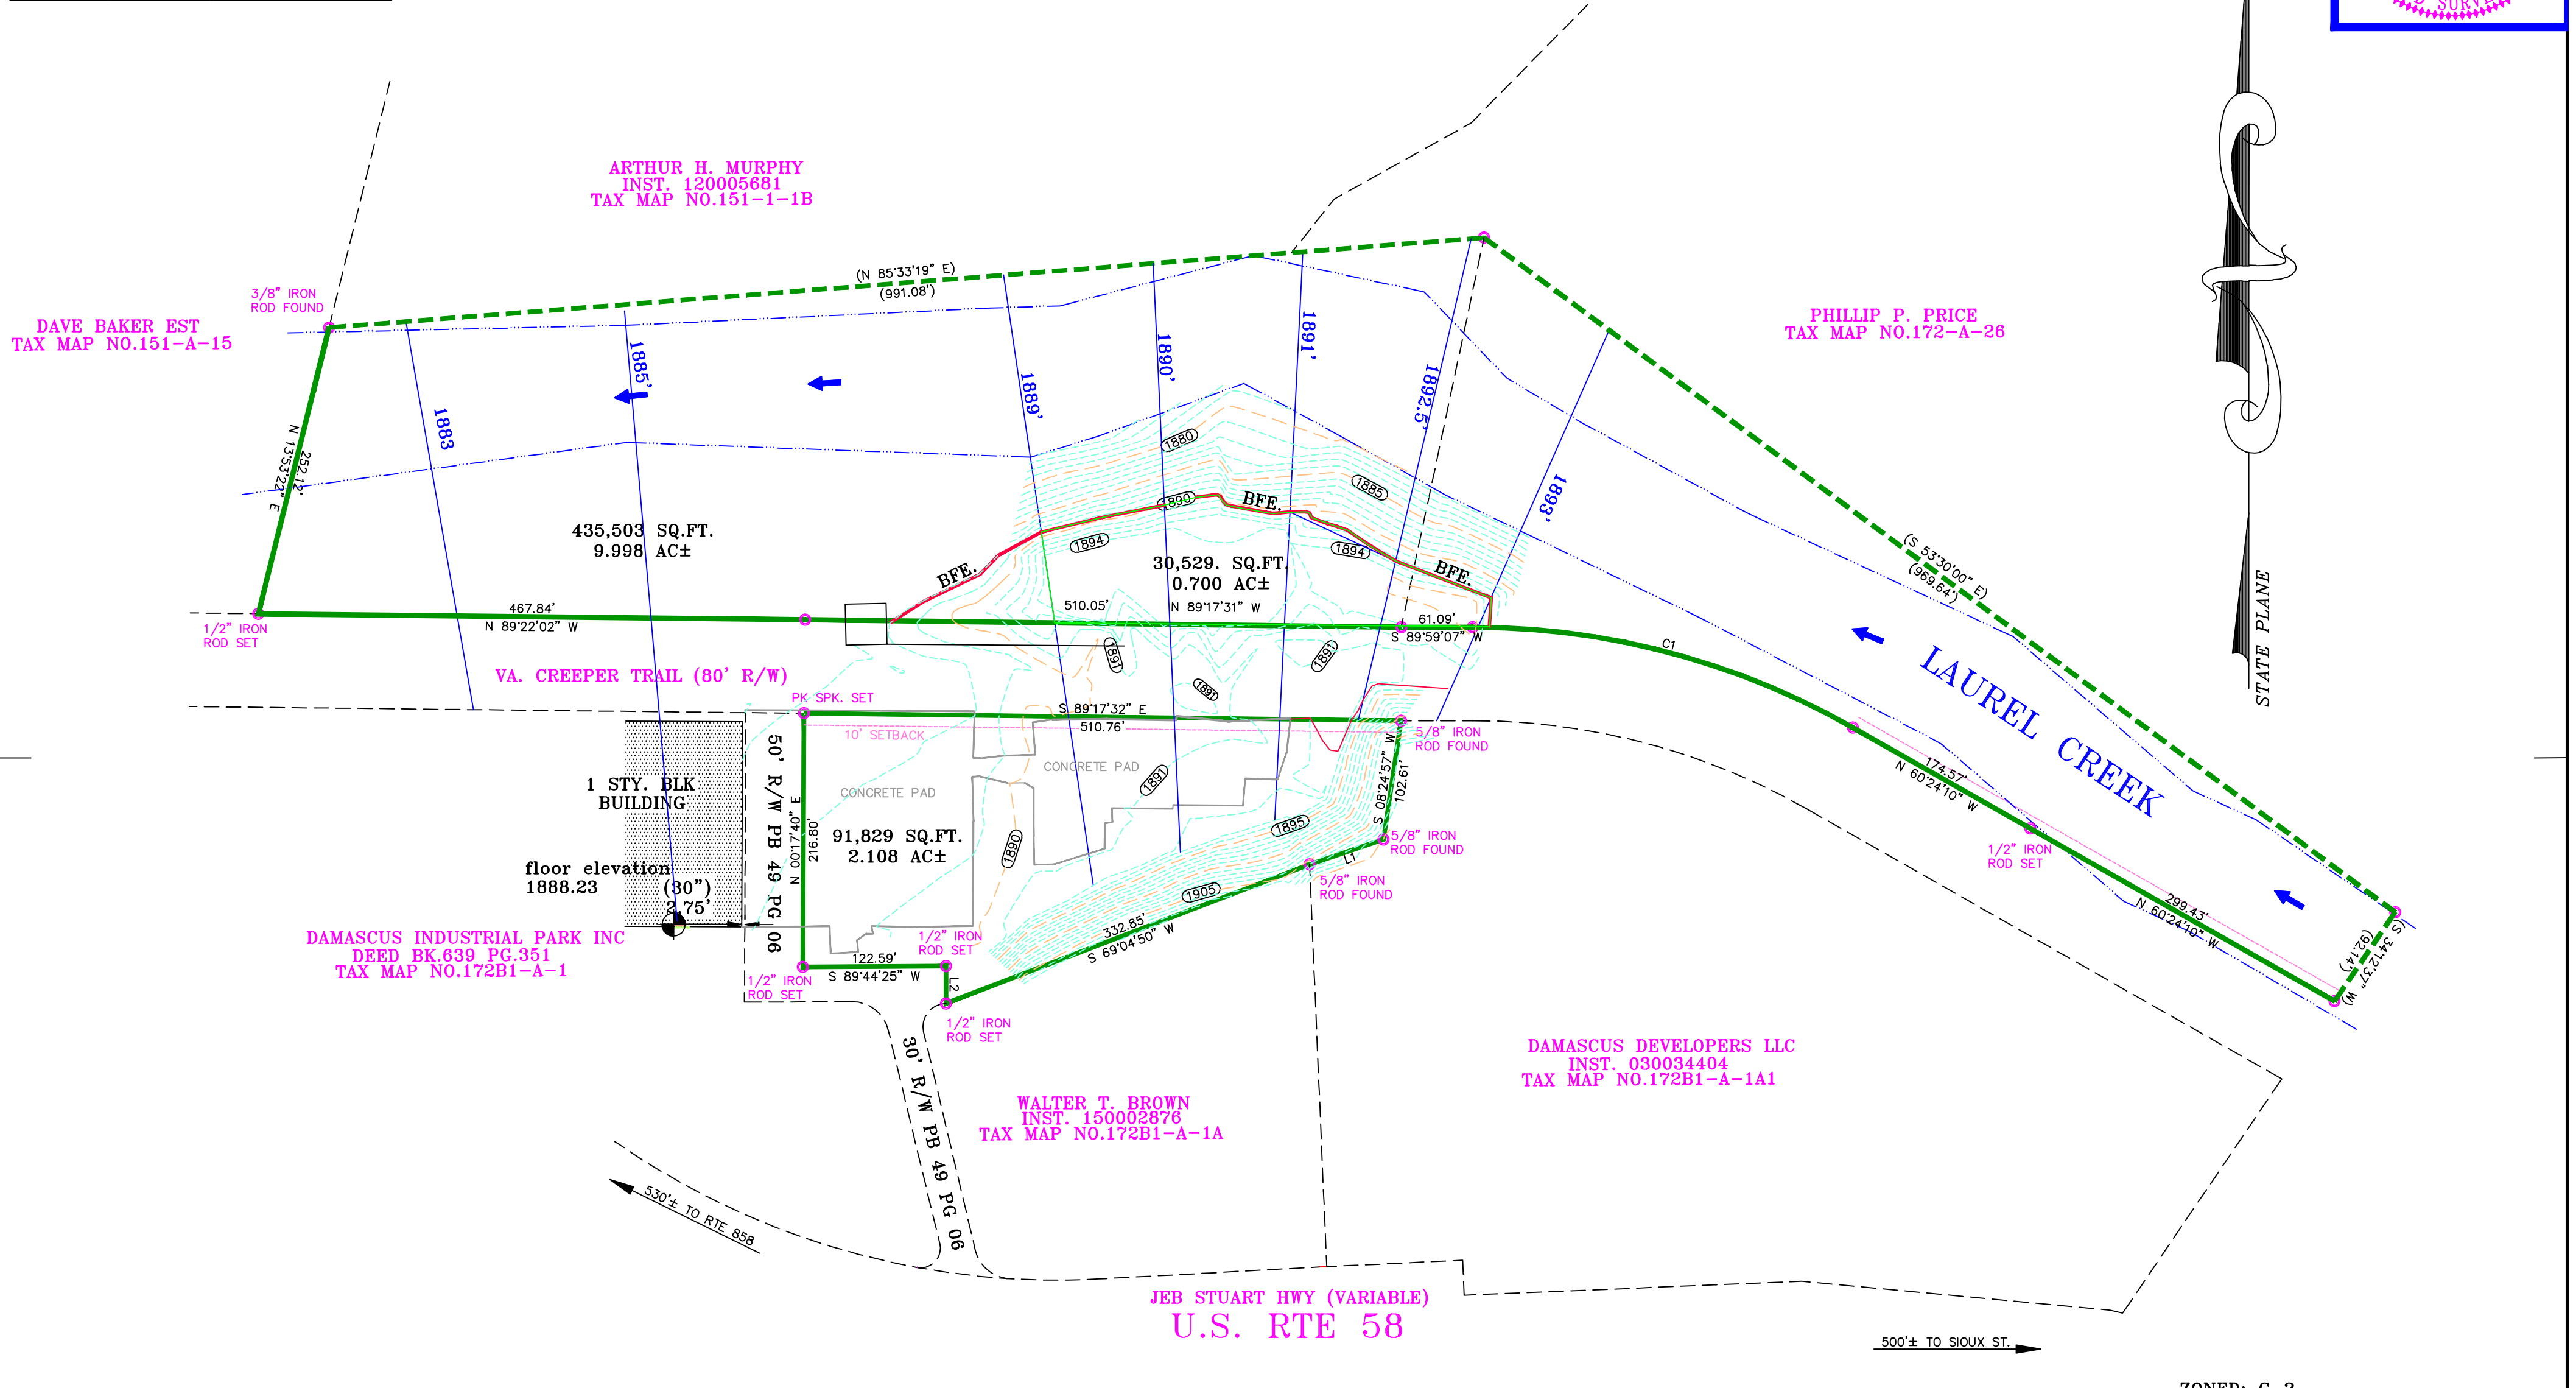 D SURVE
ARTHUR H. MURPHY
INST. 120005681
TAX MAP NO.151-1-1B
(N 85°33'19" E)
(991.08')
3/8" IRON
ROD FOUND
DAVE BAKER EST
TAX MAP NO.151-A-15
PHILLIP P. PRICE
TAX MAP NO.172-A-26
1883
1885'
1889'
1890'
1891'
1892.5'
1893'
N 13°53'22" E
252.12'
1880
1885
1890
BFE.
1894
1894
BFE.
BFE.
435,503 SQ.FT.
9.998 AC±
30,529. SQ.FT.
0.700 AC±
510.05'
N 89°17'31" W
467.84'
N 89°22'02" W
1/2" IRON
ROD SET
61.09'
S 89°59'07" W
C1
(S 53°30'00" E)
(969.64')
LAUREL CREEK
STATE PLANE
VA. CREEPER TRAIL (80' R/W)
1891
1891
1891
PK SPK. SET
S 89°17'32" E
510.76'
10' SETBACK
5/8" IRON
ROD FOUND
S 08°24'57" W
102.61'
174.57'
N 60°24'10" W
1/2" IRON
ROD SET
299.43'
N 60°24'10" W
(S 34°12'37" W)
(92.14')
50' R/W PB 49 PG 06
1 STY. BLK
BUILDING
CONCRETE PAD
CONCRETE PAD
1891
N 00°17'40" E
216.80'
91,829 SQ.FT.
2.108 AC±
1890
1895
1905
5/8" IRON
ROD FOUND
L1
5/8" IRON
ROD FOUND
floor elevation
1888.23
(30")
2.75'
332.85'
S 69°04'50" W
DAMASCUS INDUSTRIAL PARK INC
DEED BK.639 PG.351
TAX MAP NO.172B1-A-1
1/2" IRON
ROD SET
122.59'
S 89°44'25" W
L2
1/2" IRON
ROD SET
1/2" IRON
ROD SET
30' R/W PB 49 PG 06
DAMASCUS DEVELOPERS LLC
INST. 030034404
TAX MAP NO.172B1-A-1A1
WALTER T. BROWN
INST. 150002876
TAX MAP NO.172B1-A-1A
530'± TO RTE 858
JEB STUART HWY (VARIABLE)
U.S. RTE 58
500'± TO SIOUX ST.
ZONED: